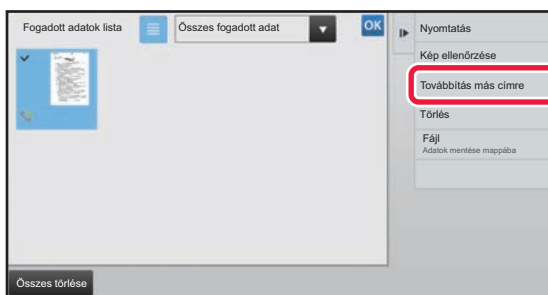 Fogadott adatok lista
Összes fogadott adat
OK
Nyomtatás
Kép ellenőrzése
Továbbítás más címre
Törlés
Fájl
Adatok mentése mappába
Összes törlése